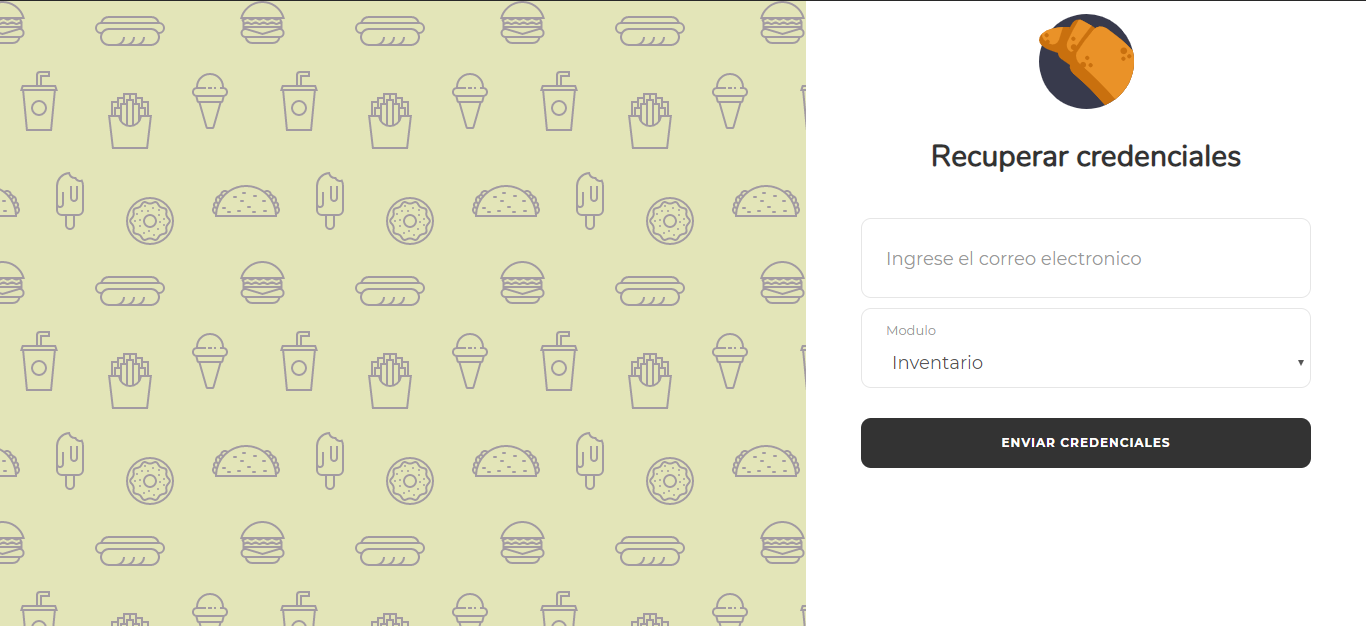 Recuperar credenciales
Ingrese el correo electronico
Modulo
Inventario
ENVIAR CREDENCIALES